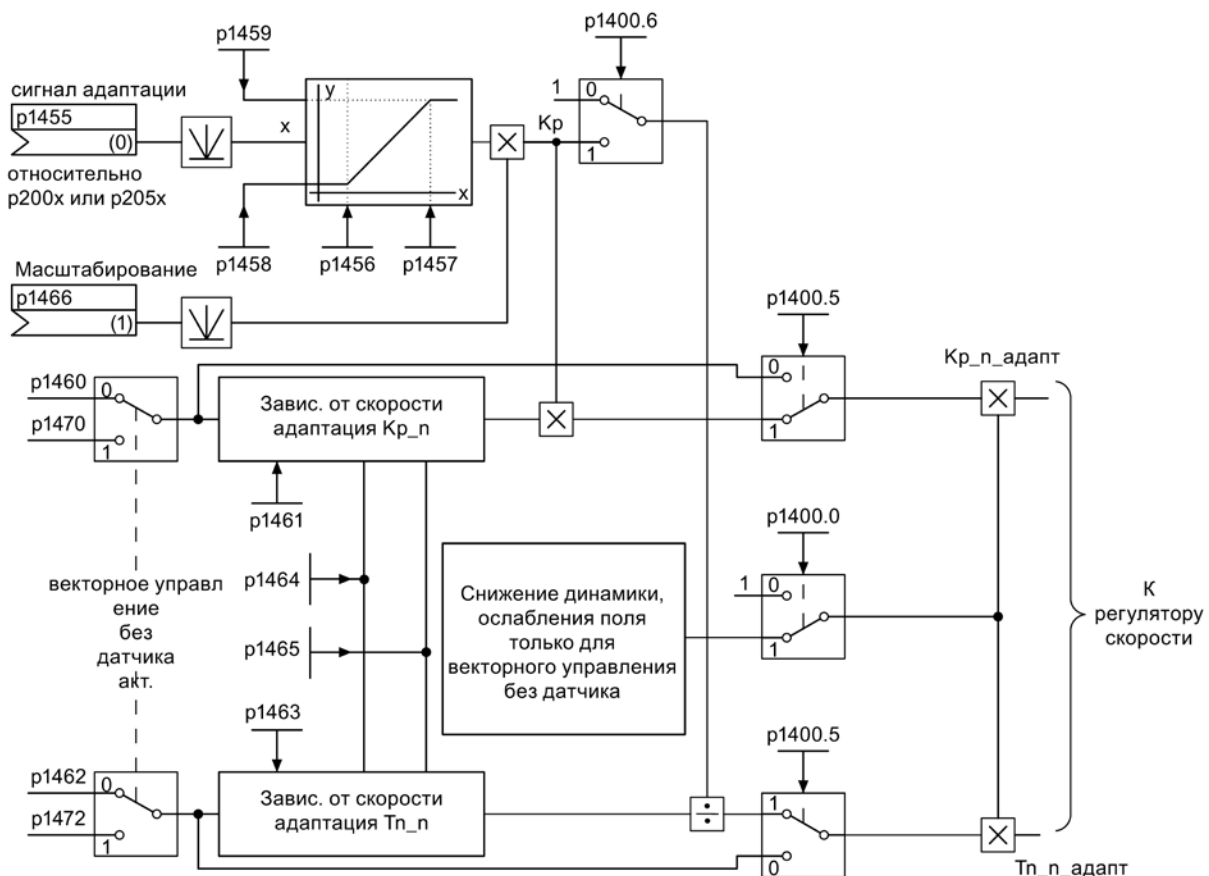 p1459
p1400.6
сигнал адаптации
p1455
(0)
относительно
p200x или p205x
x
y
x
p1458
p1456
p1457
Kp
1
0
1
Масштабирование
p1466
(1)
p1400.5
0
1
Kp_n_адапт
p1460
p1470
0
1
Завис. от скорости
адаптация Kp_n
p1461
p1464
p1465
p1463
векторное управл
ение
без
датчика
акт.
Снижение динамики,
ослабления поля
только для
векторного управления
без датчика
p1400.0
1
0
1
К
регулятору
скорости
p1400.5
1
0
p1462
p1472
0
1
Завис. от скорости
адаптация Tn_n
Tn_n_адапт